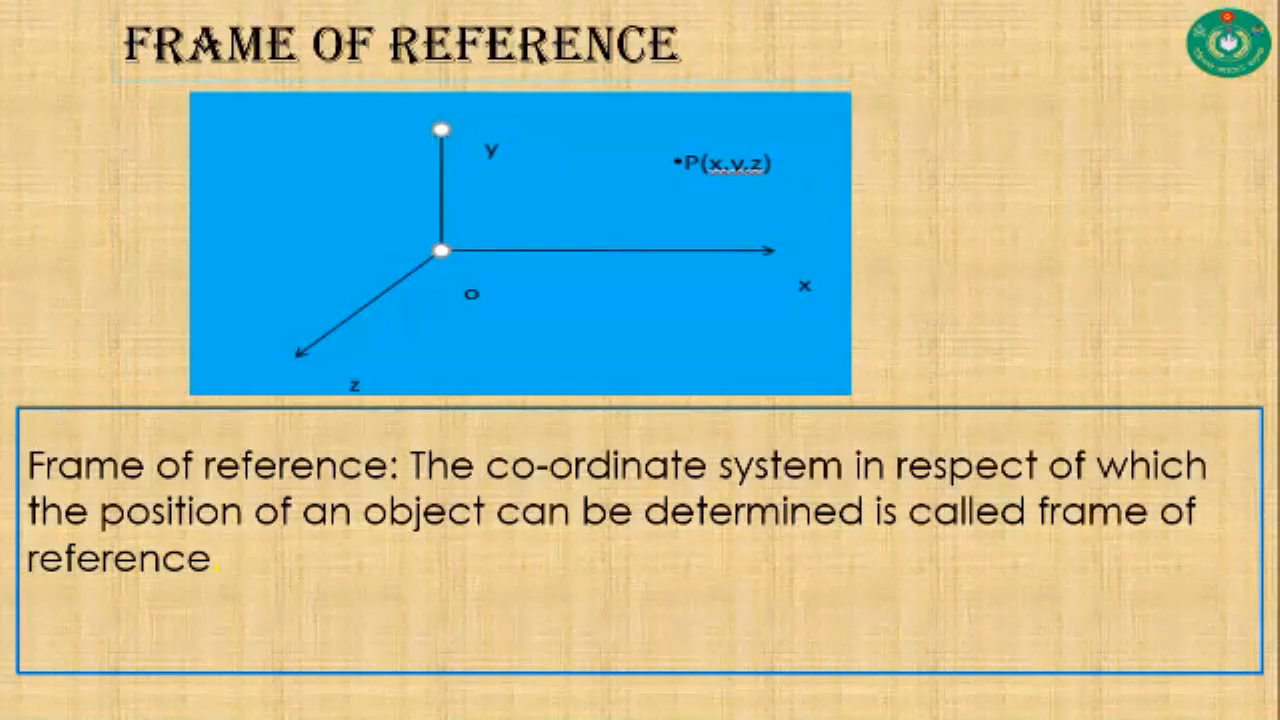 FRAME OF REFERENCE
y
•P(x,y,z)
o
x
z
Frame of reference: The co-ordinate system in respect of which
the position of an object can be determined is called frame of
reference.